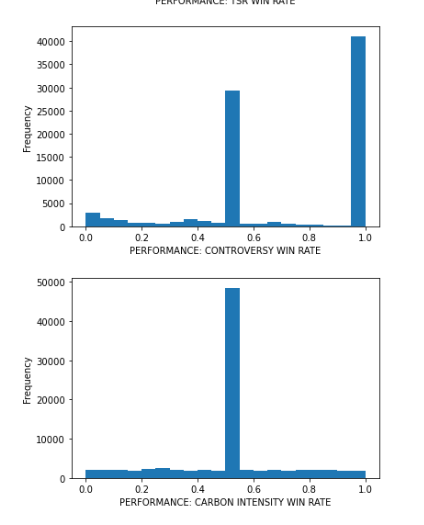 PERFORMANCE: TSR WIN RATE
40000
35000
30000
25000
20000
15000
10000
5000
0
Frequency
0.0 0.2 0.4 0.6 0.8 1.0
PERFORMANCE: CONTROVERSY WIN RATE
50000
40000
30000
20000
10000
0
Frequency
0.0 0.2 0.4 0.6 0.8 1.0
PERFORMANCE: CARBON INTENSITY WIN RATE